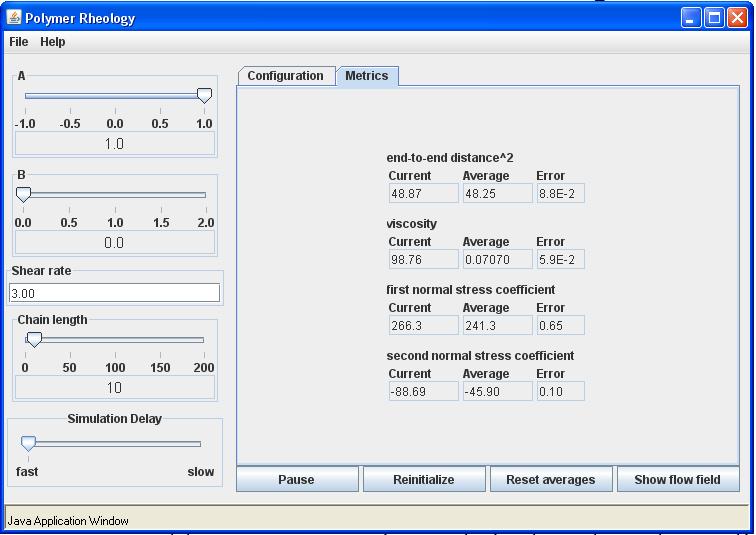 Polymer Rheology
File Help
A
-1.0 -0.5 0.0 0.5 1.0
1.0
B
0.0 0.5 1.0 1.5 2.0
0.0
Shear rate
3.00
Chain length
0 50 100 150 200
10
Simulation Delay
fast slow
Configuration Metrics
end-to-end distance^2
Current Average Error
48.87 48.25 8.8E-2
viscosity
Current Average Error
98.76 0.07070 5.9E-2
first normal stress coefficient
Current Average Error
266.3 241.3 0.65
second normal stress coefficient
Current Average Error
-88.69 -45.90 0.10
Pause Reinitialize Reset averages Show flow field
Java Application Window